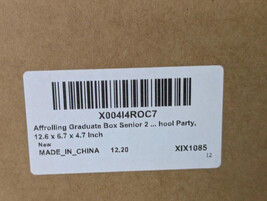 X004I4ROC7
Affrolling Graduate Box Senior 2 ... hool Party,
12.6 x 6.7 x 4.7 Inch
New
MADE_IN_CHINA 12.20 XIX1085
12